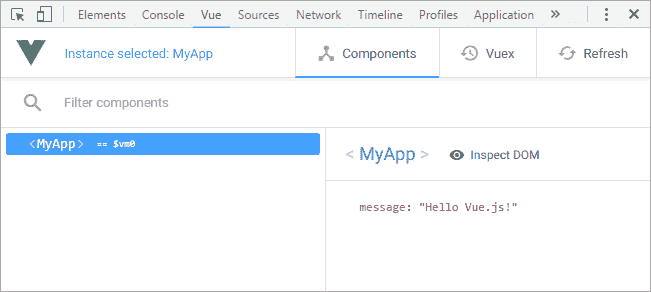 Elements Console Vue Sources Network Timeline Profiles Application »
Instance selected: MyApp Components Vuex Refresh
Filter components
<MyApp> == $vm0
< MyApp > Inspect DOM
message: "Hello Vue.js!"